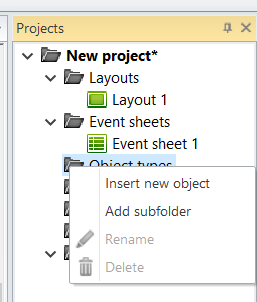 Projects
New project*
Layouts
Layout 1
Event sheets
Event sheet 1
Object types
Insert new object
Add subfolder
Rename
Delete